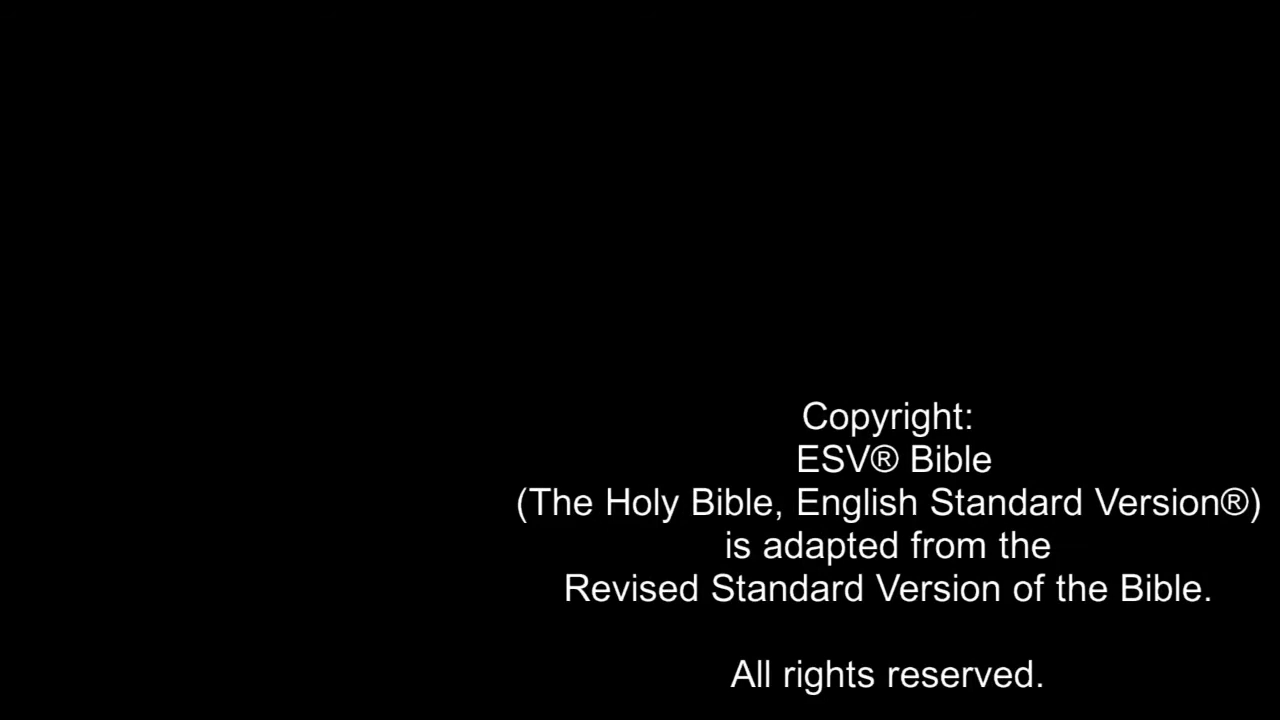 Copyright:
ESV® Bible
(The Holy Bible, English Standard Version®)
is adapted from the
Revised Standard Version of the Bible.
All rights reserved.